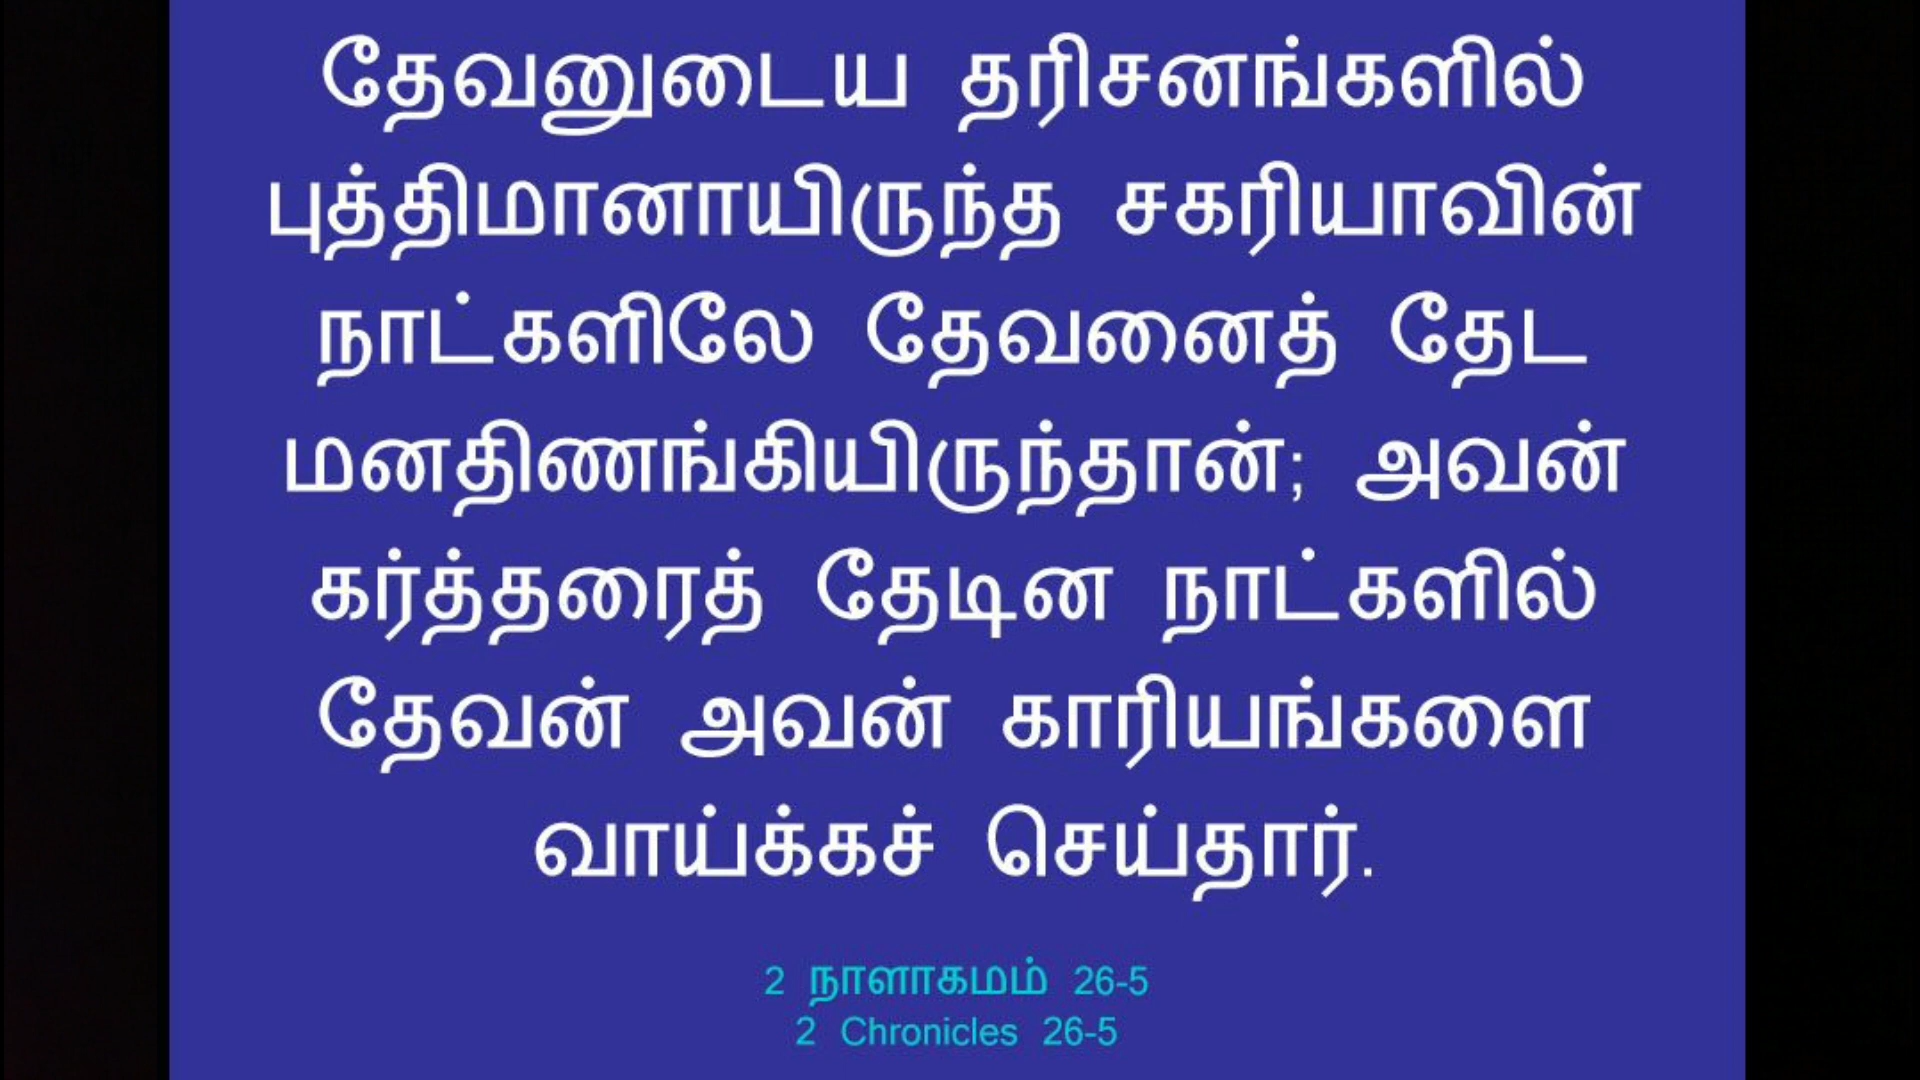 தேவனுடைய தரிசனங்களில்
புத்திமானாயிருந்த சகரியாவின்
நாட்களிலே தேவனைத் தேட
மனதிணங்கியிருந்தான்; அவன்
கர்த்தரைத் தேடின நாட்களில்
தேவன் அவன் காரியங்களை
வாய்க்கச் செய்தார்.
2 நாளாகமம் 26-5
2 Chronicles 26-5